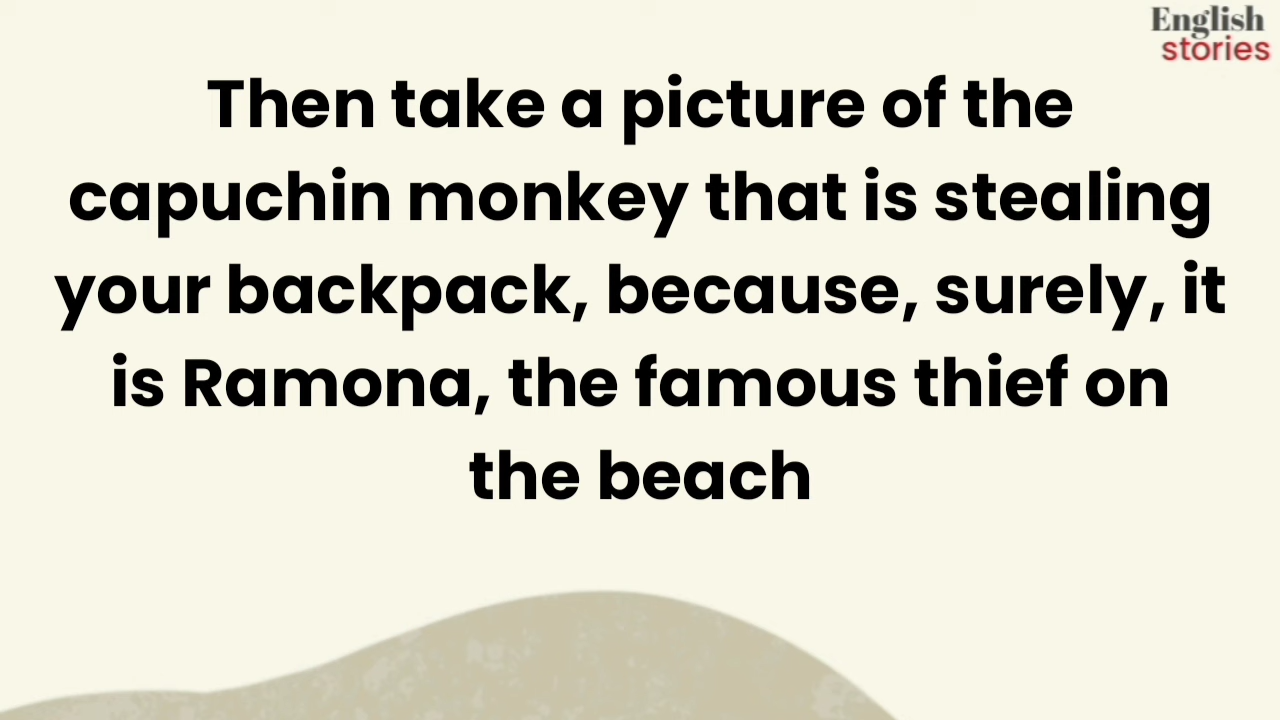 English
stories
Then take a picture of the
capuchin monkey that is stealing
your backpack, because, surely, it
is Ramona, the famous thief on
the beach